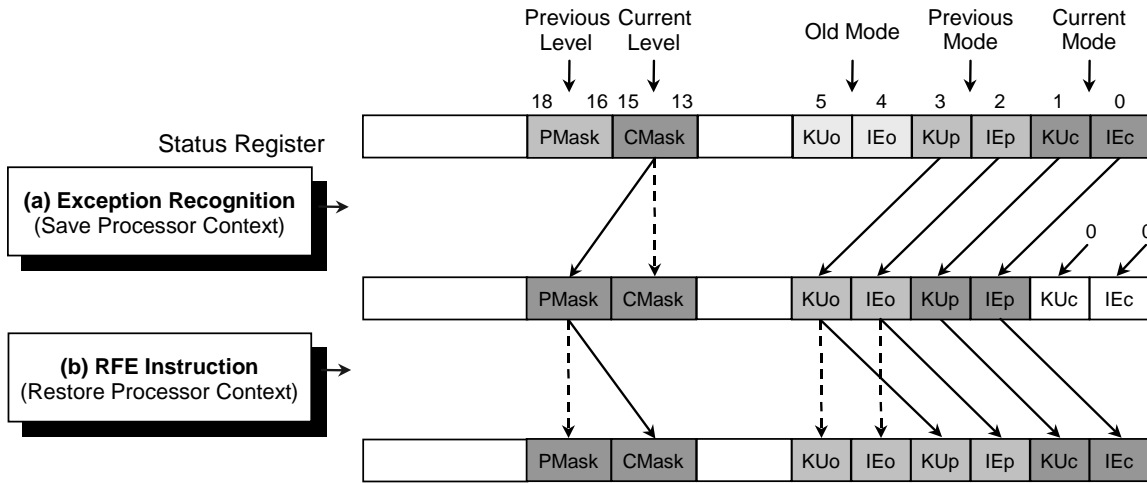 Previous Level
Current Level
Old Mode
Previous Mode
Current Mode
18 16 15 13 5 4 3 2 1 0
PMask CMask KUo IEo KUp IEp KUc IEc
Status Register
(a) Exception Recognition
(Save Processor Context)
0 0
PMask CMask KUo IEo KUp IEp KUc IEc
(b) RFE Instruction
(Restore Processor Context)
PMask CMask KUo IEo KUp IEp KUc IEc